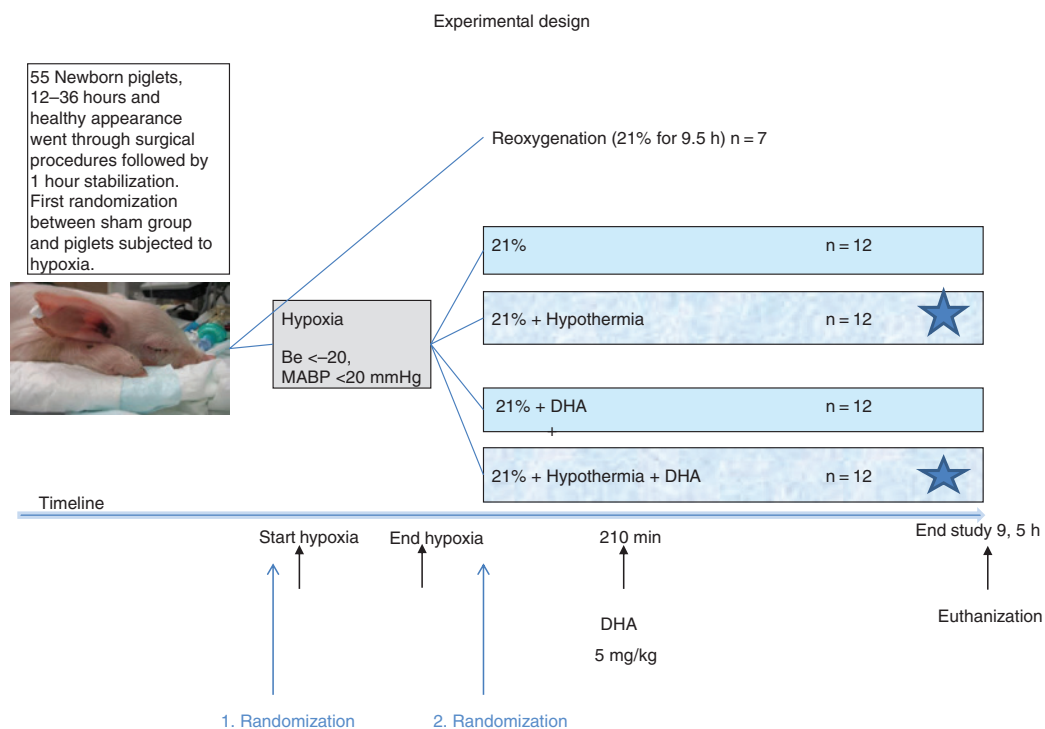 Experimental design
55 Newborn piglets,
12–36 hours and
healthy appearance
went through surgical
procedures followed by
1 hour stabilization.
First randomization
between sham group
and piglets subjected to
hypoxia.
Reoxygenation (21% for 9.5 h) n = 7
21% n = 12
21% + Hypothermia n = 12
Hypoxia
Be <–20,
MABP <20 mmHg
21% + DHA n = 12
+
21% + Hypothermia + DHA n = 12
Timeline
Start hypoxia
End hypoxia
210 min
End study 9, 5 h
Euthanization
DHA
5 mg/kg
1. Randomization
2. Randomization